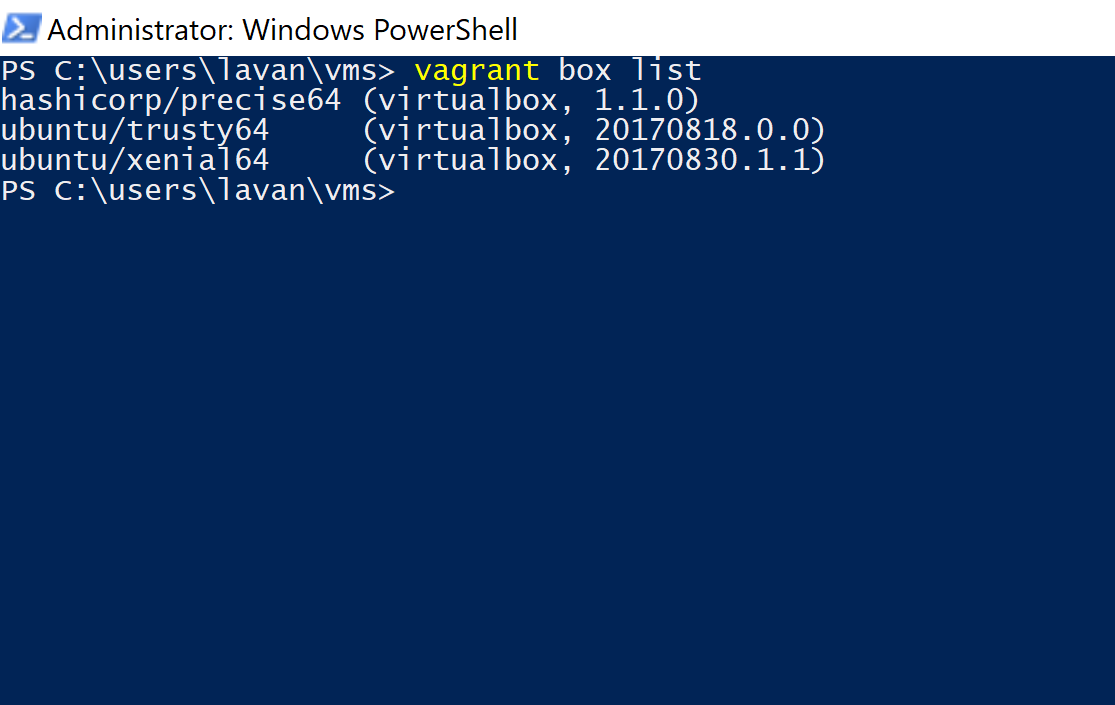 Administrator: Windows PowerShell
PS C:\users\lavan\vms> vagrant box list
hashicorp/precise64 (virtualbox, 1.1.0)
ubuntu/trusty64     (virtualbox, 20170818.0.0)
ubuntu/xenial64     (virtualbox, 20170830.1.1)
PS C:\users\lavan\vms>